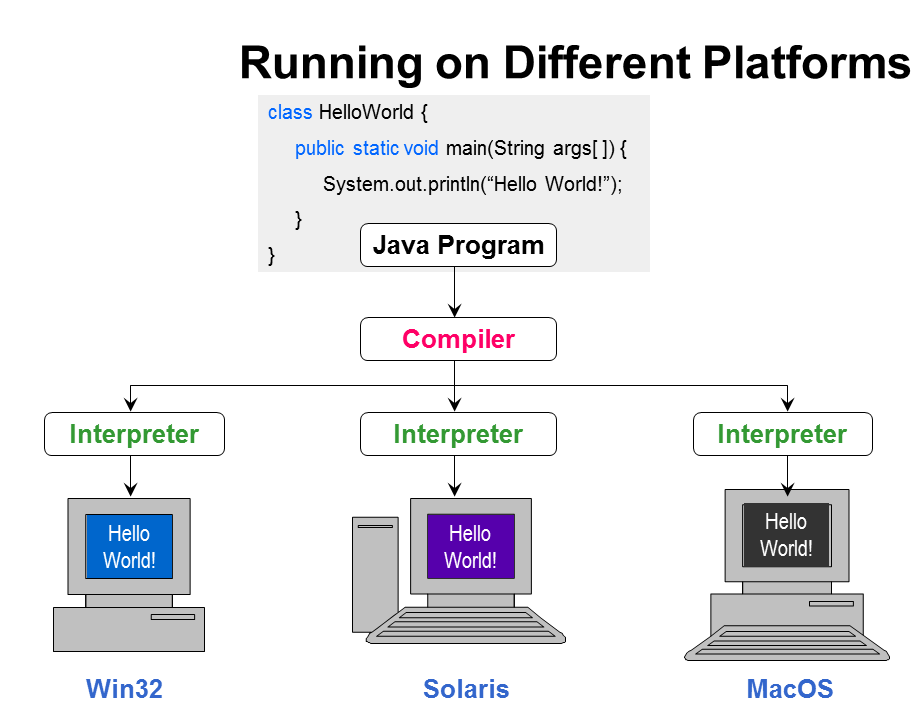 Running on Different Platforms
class HelloWorld {
public static void main(String args[ ]) {
System.out.println(“Hello World!”);
}
}
Java Program
Compiler
Interpreter
Interpreter
Interpreter
Hello
World!
Hello
World!
Hello
World!
Win32
Solaris
MacOS